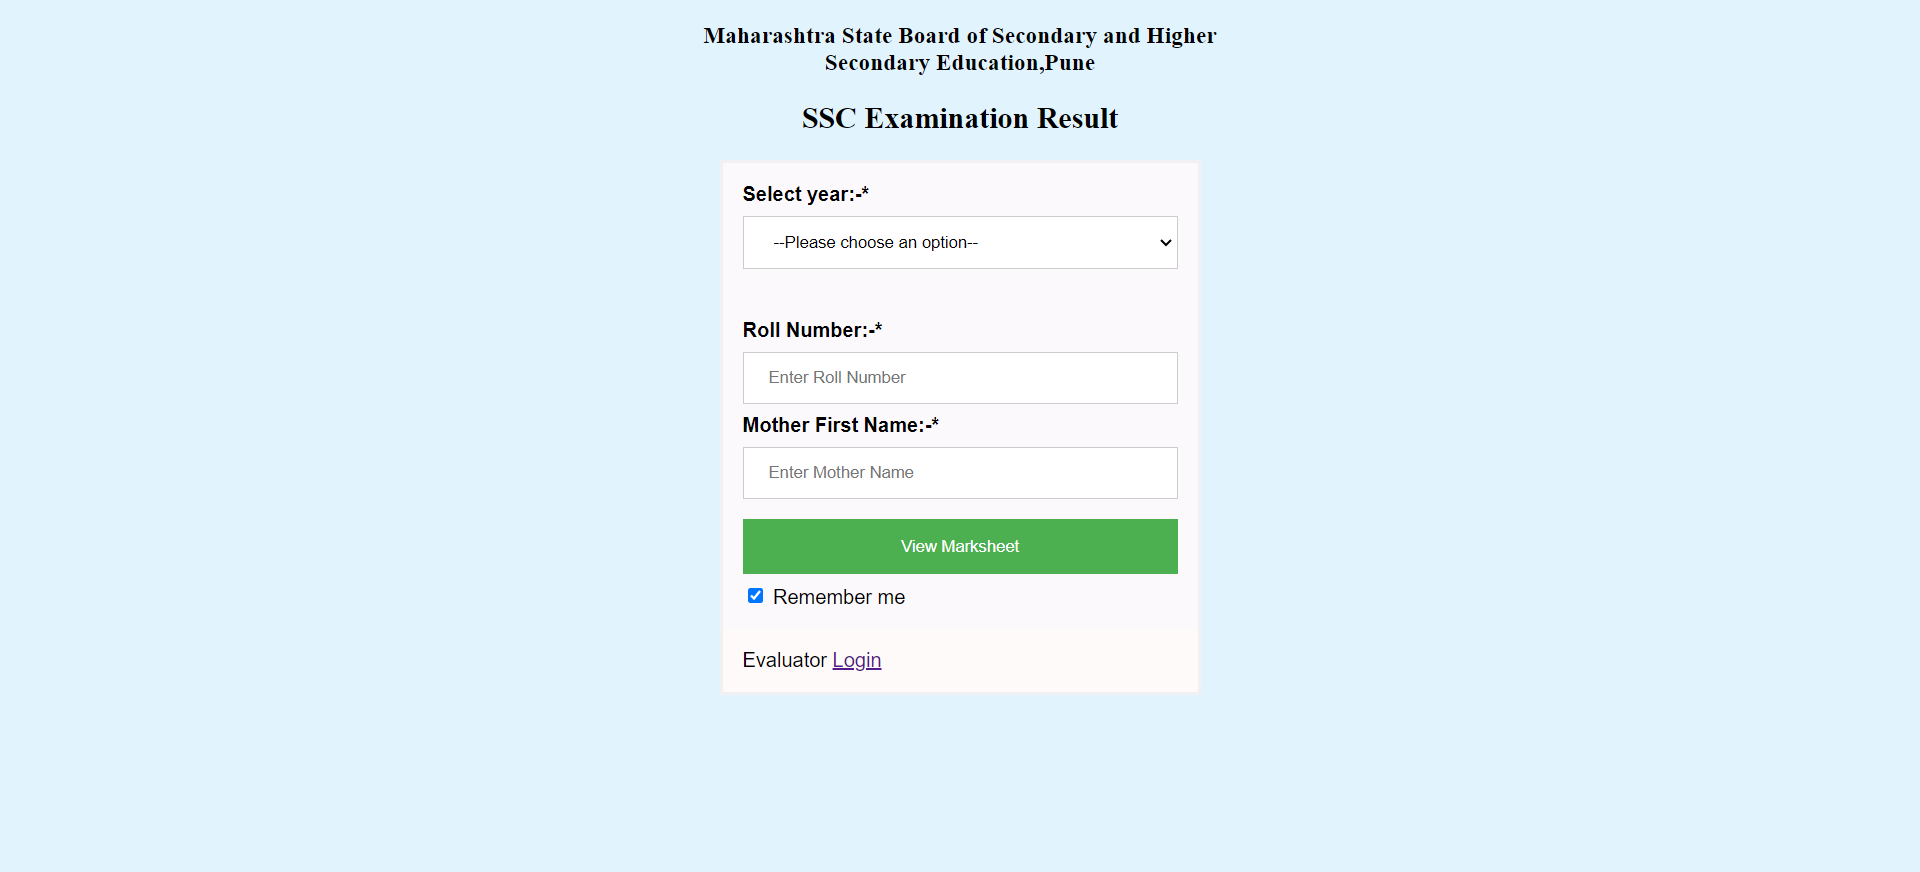 Maharashtra State Board of Secondary and Higher
Secondary Education,Pune
SSC Examination Result
Select year:-*
--Please choose an option--
Roll Number:-*
Enter Roll Number
Mother First Name:-*
Enter Mother Name
View Marksheet
Remember me
Evaluator Login